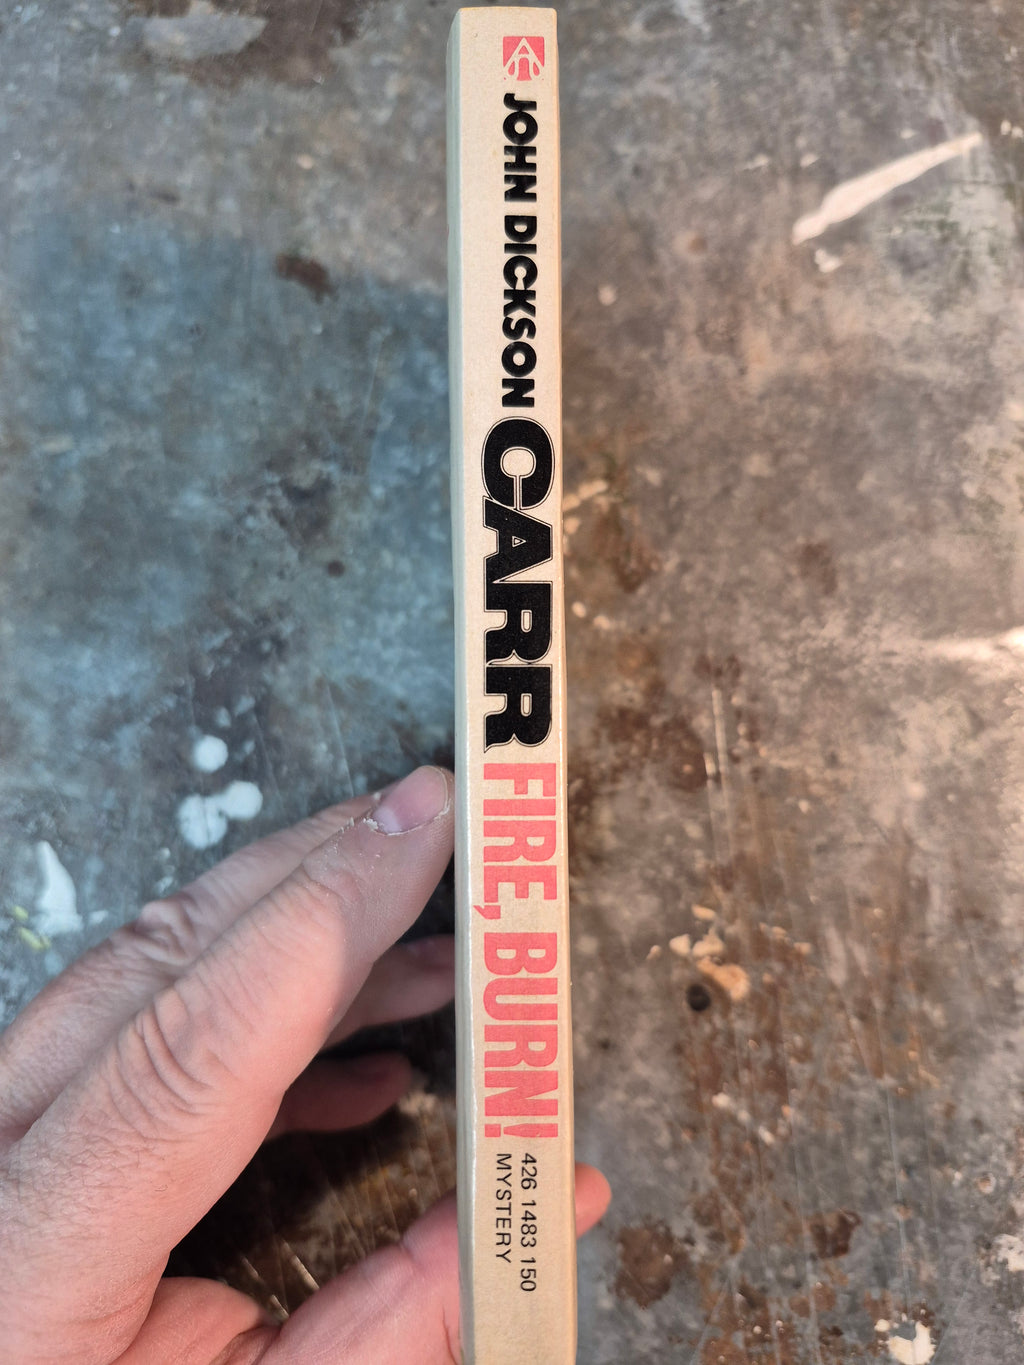 JOHN DICKSON CARR FIRE, BURN!
426 1483 150
MYSTERY